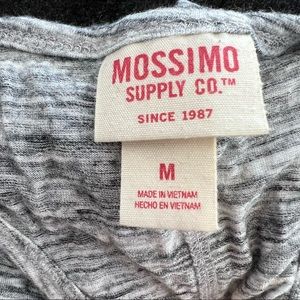 MOSSIMO
SUPPLY CO.™
SINCE 1987
M
MADE IN VIETNAM
HECHO EN VIETNAM